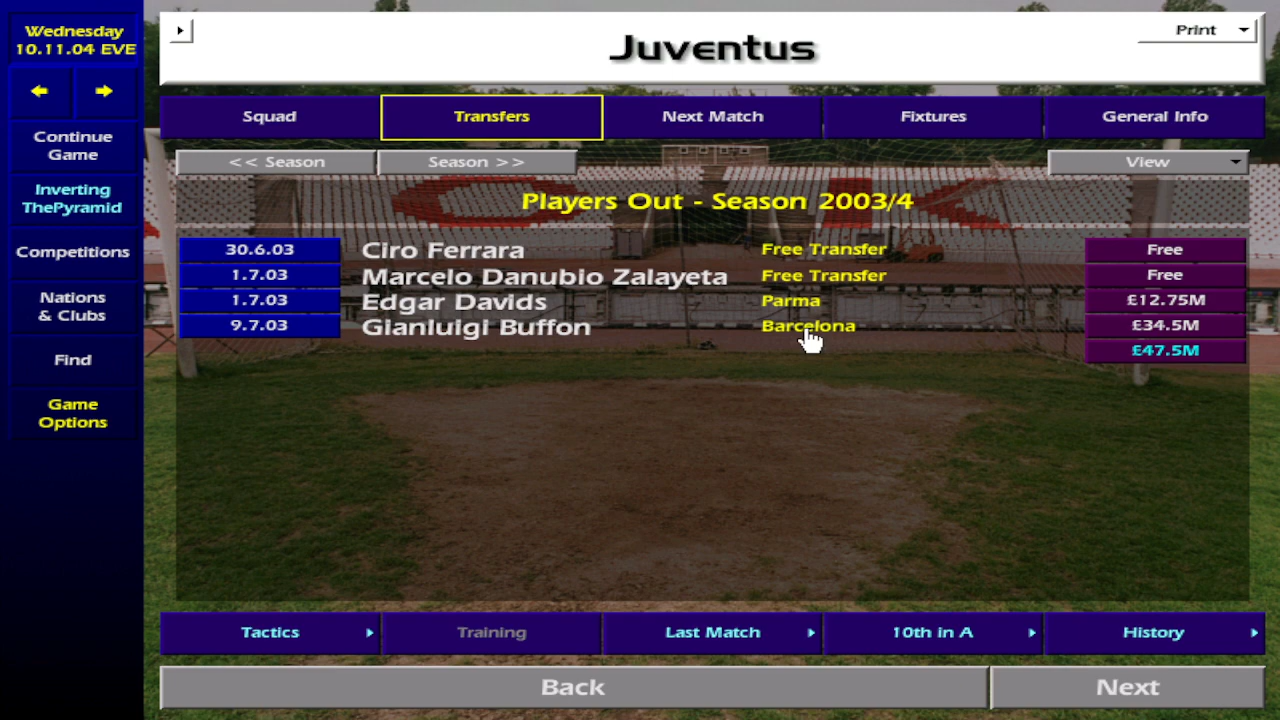 Wednesday
10.11.04 EVE
Continue
Game
Inverting
ThePyramid
Competitions
Nations
& Clubs
Find
Game
Options
Juventus
Print
Squad Transfers Next Match Fixtures General Info
<< Season Season >> View
Players Out - Season 2003/4
30.6.03 Ciro Ferrara Free Transfer Free
1.7.03 Marcelo Danubio Zalayeta Free Transfer Free
1.7.03 Edgar Davids Parma £12.75M
9.7.03 Gianluigi Buffon Barcelona £34.5M
£47.5M
Tactics Training Last Match 10th in A History
Back Next